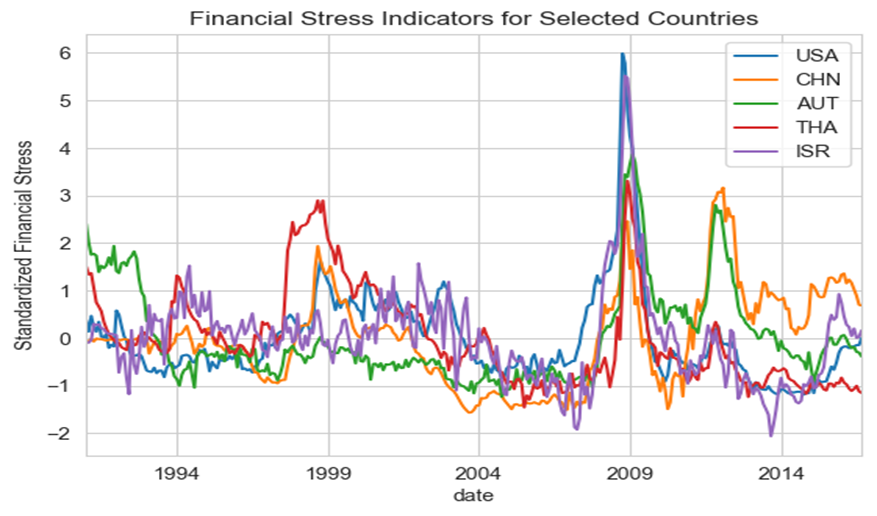 Financial Stress Indicators for Selected Countries
Standardized Financial Stress
6
5
4
3
2
1
0
−1
−2
USA
CHN
AUT
THA
ISR
1994
1999
2004
2009
2014
date